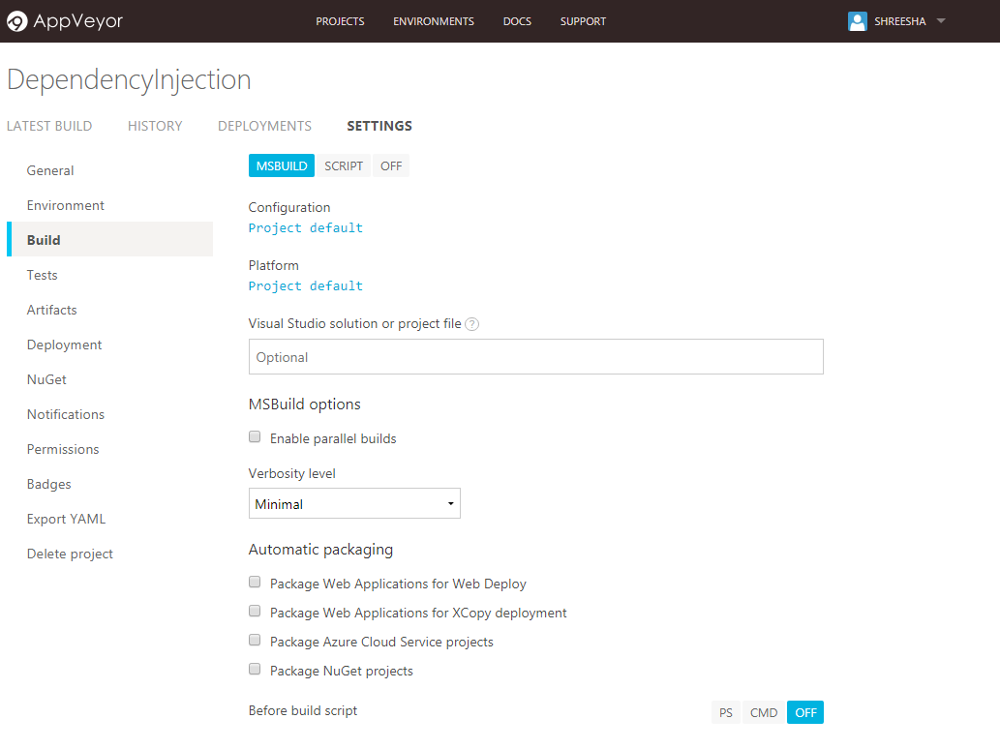 AppVeyor PROJECTS ENVIRONMENTS DOCS SUPPORT SHREESHA
DependencyInjection
LATEST BUILD HISTORY DEPLOYMENTS SETTINGS
General
Environment
Build
Tests
Artifacts
Deployment
NuGet
Notifications
Permissions
Badges
Export YAML
Delete project
MSBUILD SCRIPT OFF
Configuration
Project default
Platform
Project default
Visual Studio solution or project file ?
Optional
MSBuild options
Enable parallel builds
Verbosity level
Minimal
Automatic packaging
Package Web Applications for Web Deploy
Package Web Applications for XCopy deployment
Package Azure Cloud Service projects
Package NuGet projects
Before build script PS CMD OFF